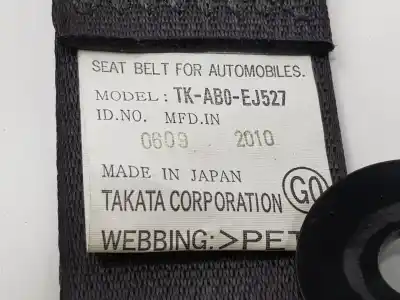 SEAT BELT FOR AUTOMOBILES.
MODEL: TK-AB0-EJ527
ID.NO. MFD.IN
0609 2010
MADE IN JAPAN
TAKATA CORPORATION GO
WEBBING:>PET